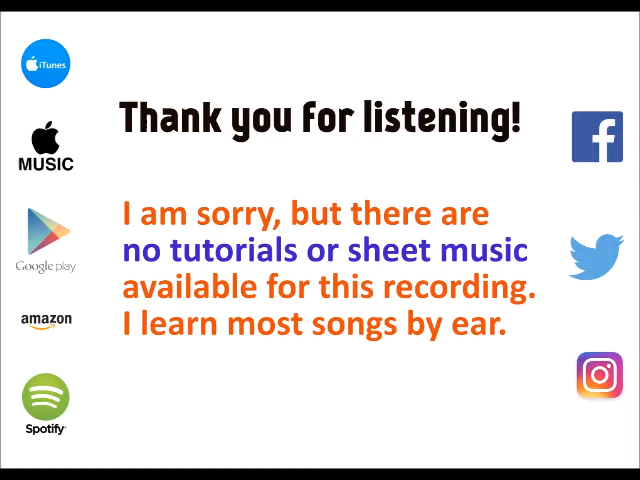 iTunes
Thank you for listening!
MUSIC
I am sorry, but there are
no tutorials or sheet music
Google play
available for this recording.
amazon
I learn most songs by ear.
Spotify